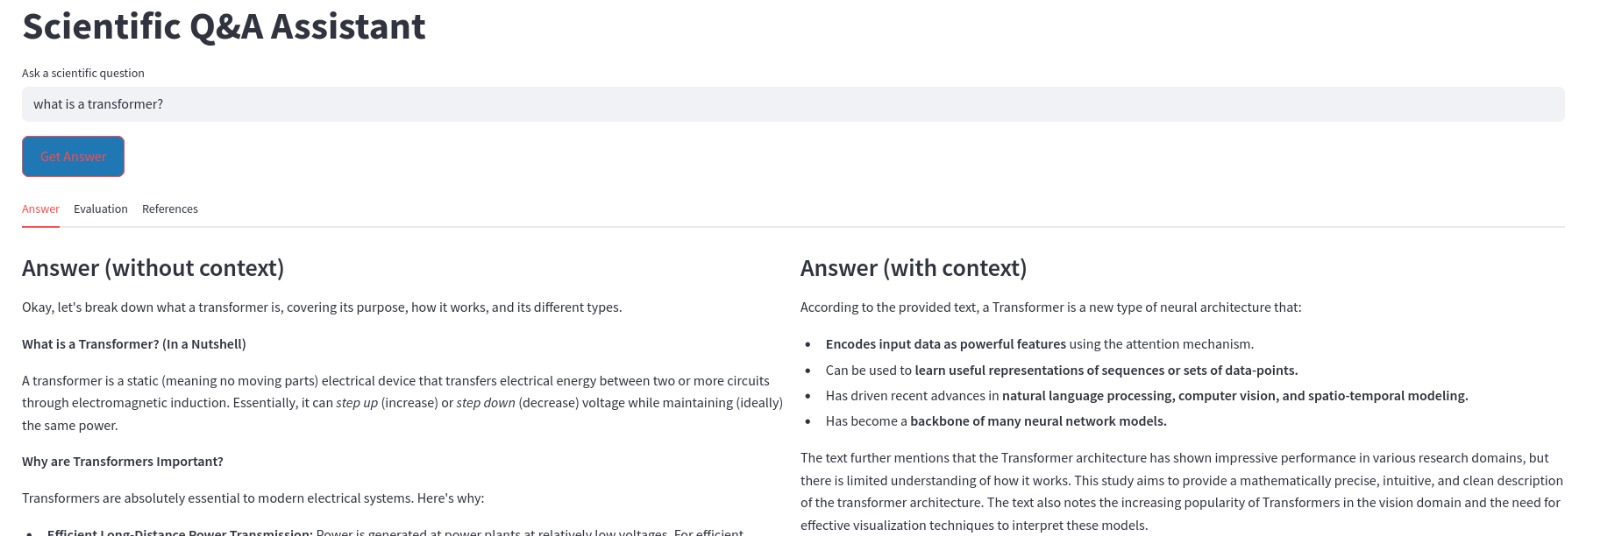 Scientific Q&A Assistant
Ask a scientific question
what is a transformer?
Get Answer
Answer Evaluation References
Answer (without context)
Okay, let's break down what a transformer is, covering its purpose, how it works, and its different types.
What is a Transformer? (In a Nutshell)
A transformer is a static (meaning no moving parts) electrical device that transfers electrical energy between two or more circuits
through electromagnetic induction. Essentially, it can step up (increase) or step down (decrease) voltage while maintaining (ideally)
the same power.
Why are Transformers Important?
Transformers are absolutely essential to modern electrical systems. Here's why:
• Efficient Long-Distance Power Transmission: Power is generated at power plants at relatively low voltages. For efficient
Answer (with context)
According to the provided text, a Transformer is a new type of neural architecture that:
• Encodes input data as powerful features using the attention mechanism.
• Can be used to learn useful representations of sequences or sets of data-points.
• Has driven recent advances in natural language processing, computer vision, and spatio-temporal modeling.
• Has become a backbone of many neural network models.
The text further mentions that the Transformer architecture has shown impressive performance in various research domains, but
there is limited understanding of how it works. This study aims to provide a mathematically precise, intuitive, and clean description
of the transformer architecture. The text also notes the increasing popularity of Transformers in the vision domain and the need for
effective visualization techniques to interpret these models.